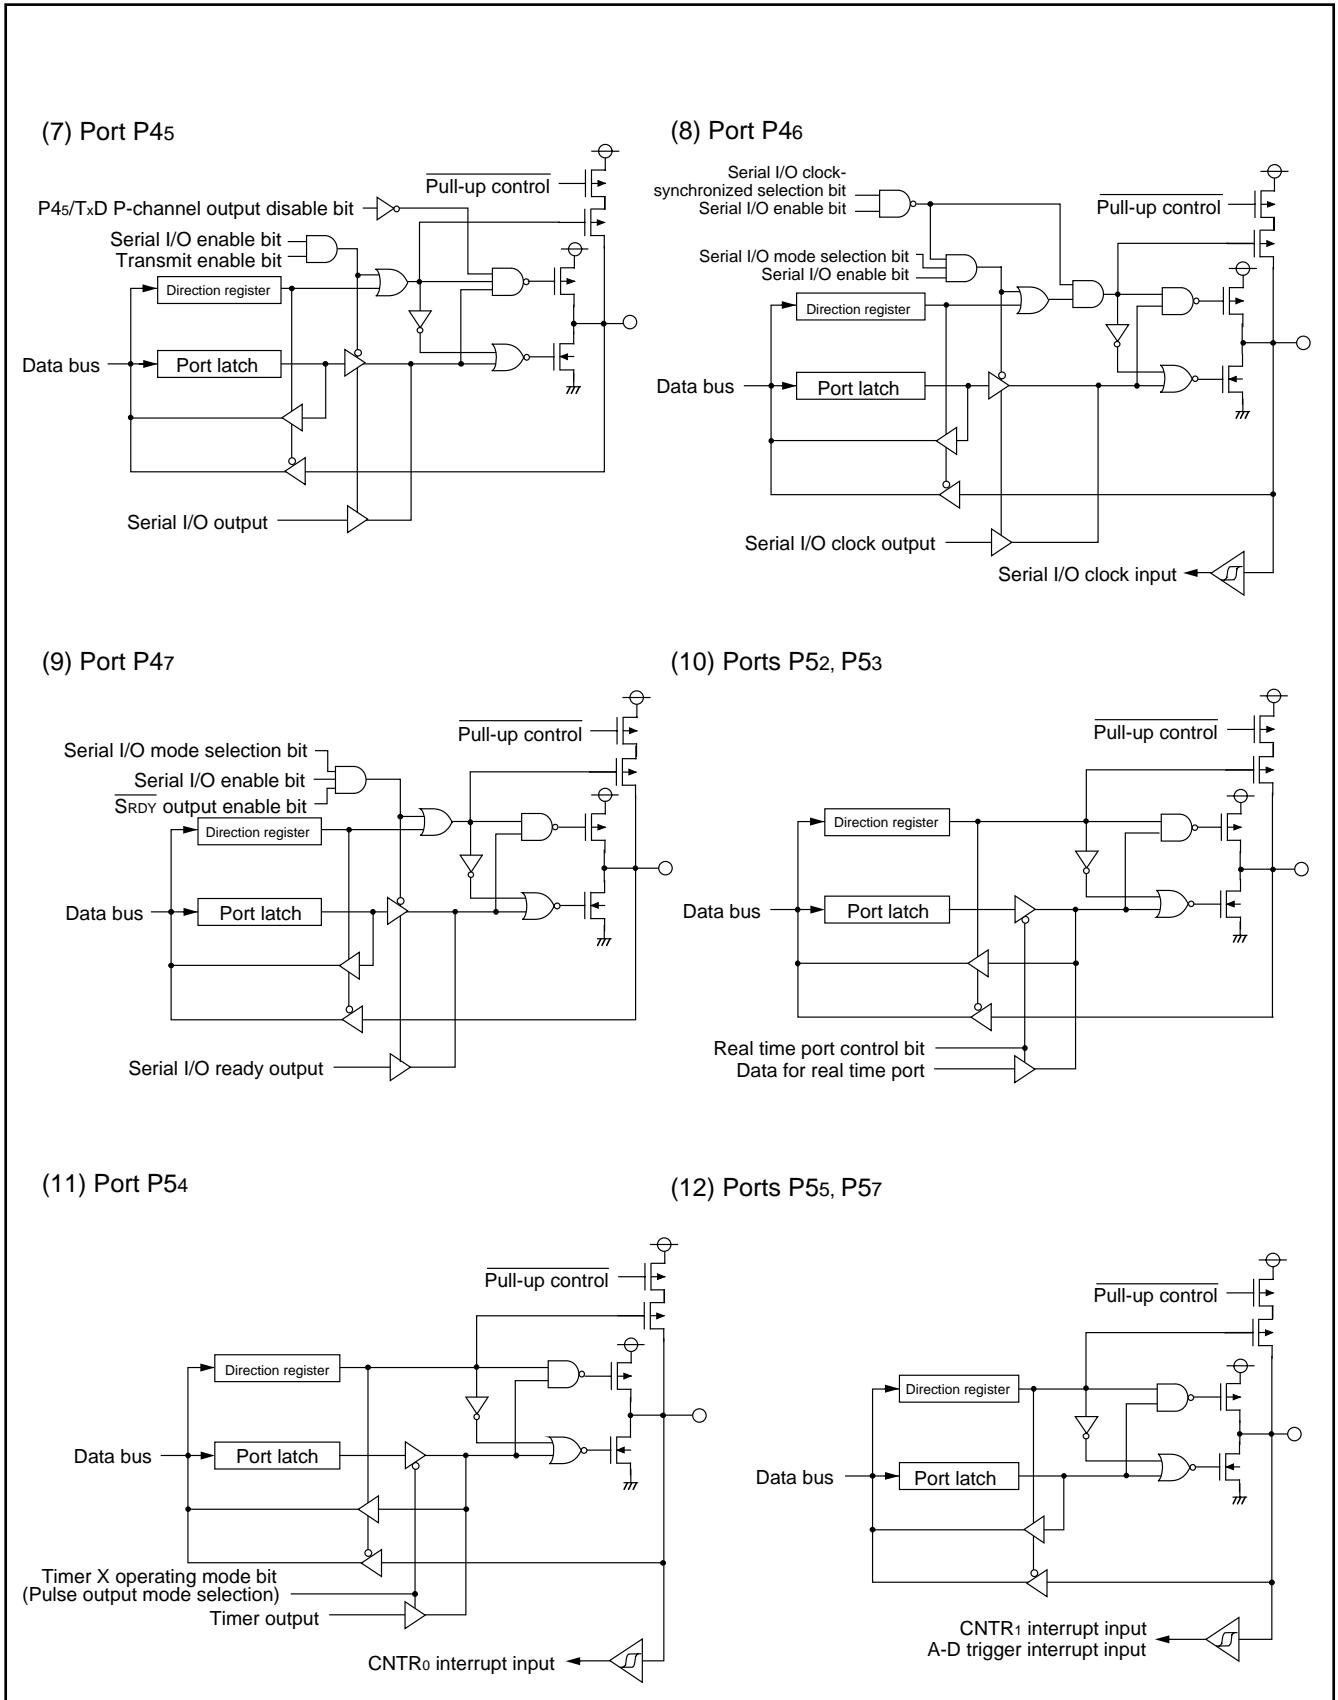 (7) Port P45
Pull-up control
P45/TxD P-channel output disable bit
Serial I/O enable bit
Transmit enable bit
Direction register
Data bus
Port latch
Serial I/O output
(8) Port P46
Serial I/O clock-
synchronized selection bit
Serial I/O enable bit
Pull-up control
Serial I/O mode selection bit
Serial I/O enable bit
Direction register
Data bus
Port latch
Serial I/O clock output
Serial I/O clock input
(9) Port P47
Pull-up control
Serial I/O mode selection bit
Serial I/O enable bit
SRDY output enable bit
Direction register
Data bus
Port latch
Serial I/O ready output
(10) Ports P52, P53
Pull-up control
Direction register
Data bus
Port latch
Real time port control bit
Data for real time port
(11) Port P54
Pull-up control
Direction register
Data bus
Port latch
Timer X operating mode bit
(Pulse output mode selection)
Timer output
CNTR0 interrupt input
(12) Ports P55, P57
Pull-up control
Direction register
Data bus
Port latch
CNTR1 interrupt input
A-D trigger interrupt input